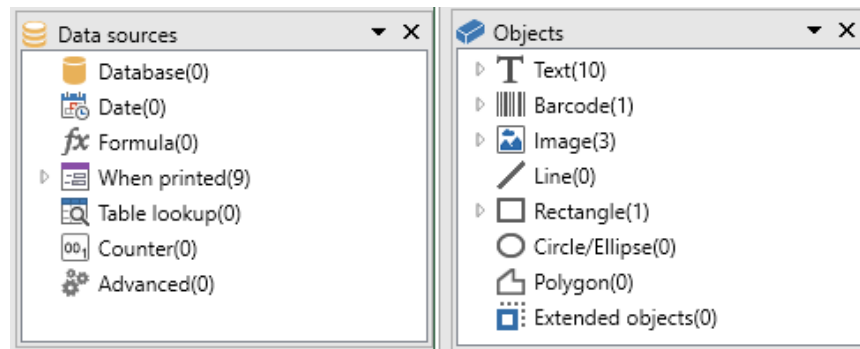 Data sources
Database(0)
Date(0)
Formula(0)
When printed(9)
Table lookup(0)
Counter(0)
Advanced(0)
Objects
Text(10)
Barcode(1)
Image(3)
Line(0)
Rectangle(1)
Circle/Ellipse(0)
Polygon(0)
Extended objects(0)